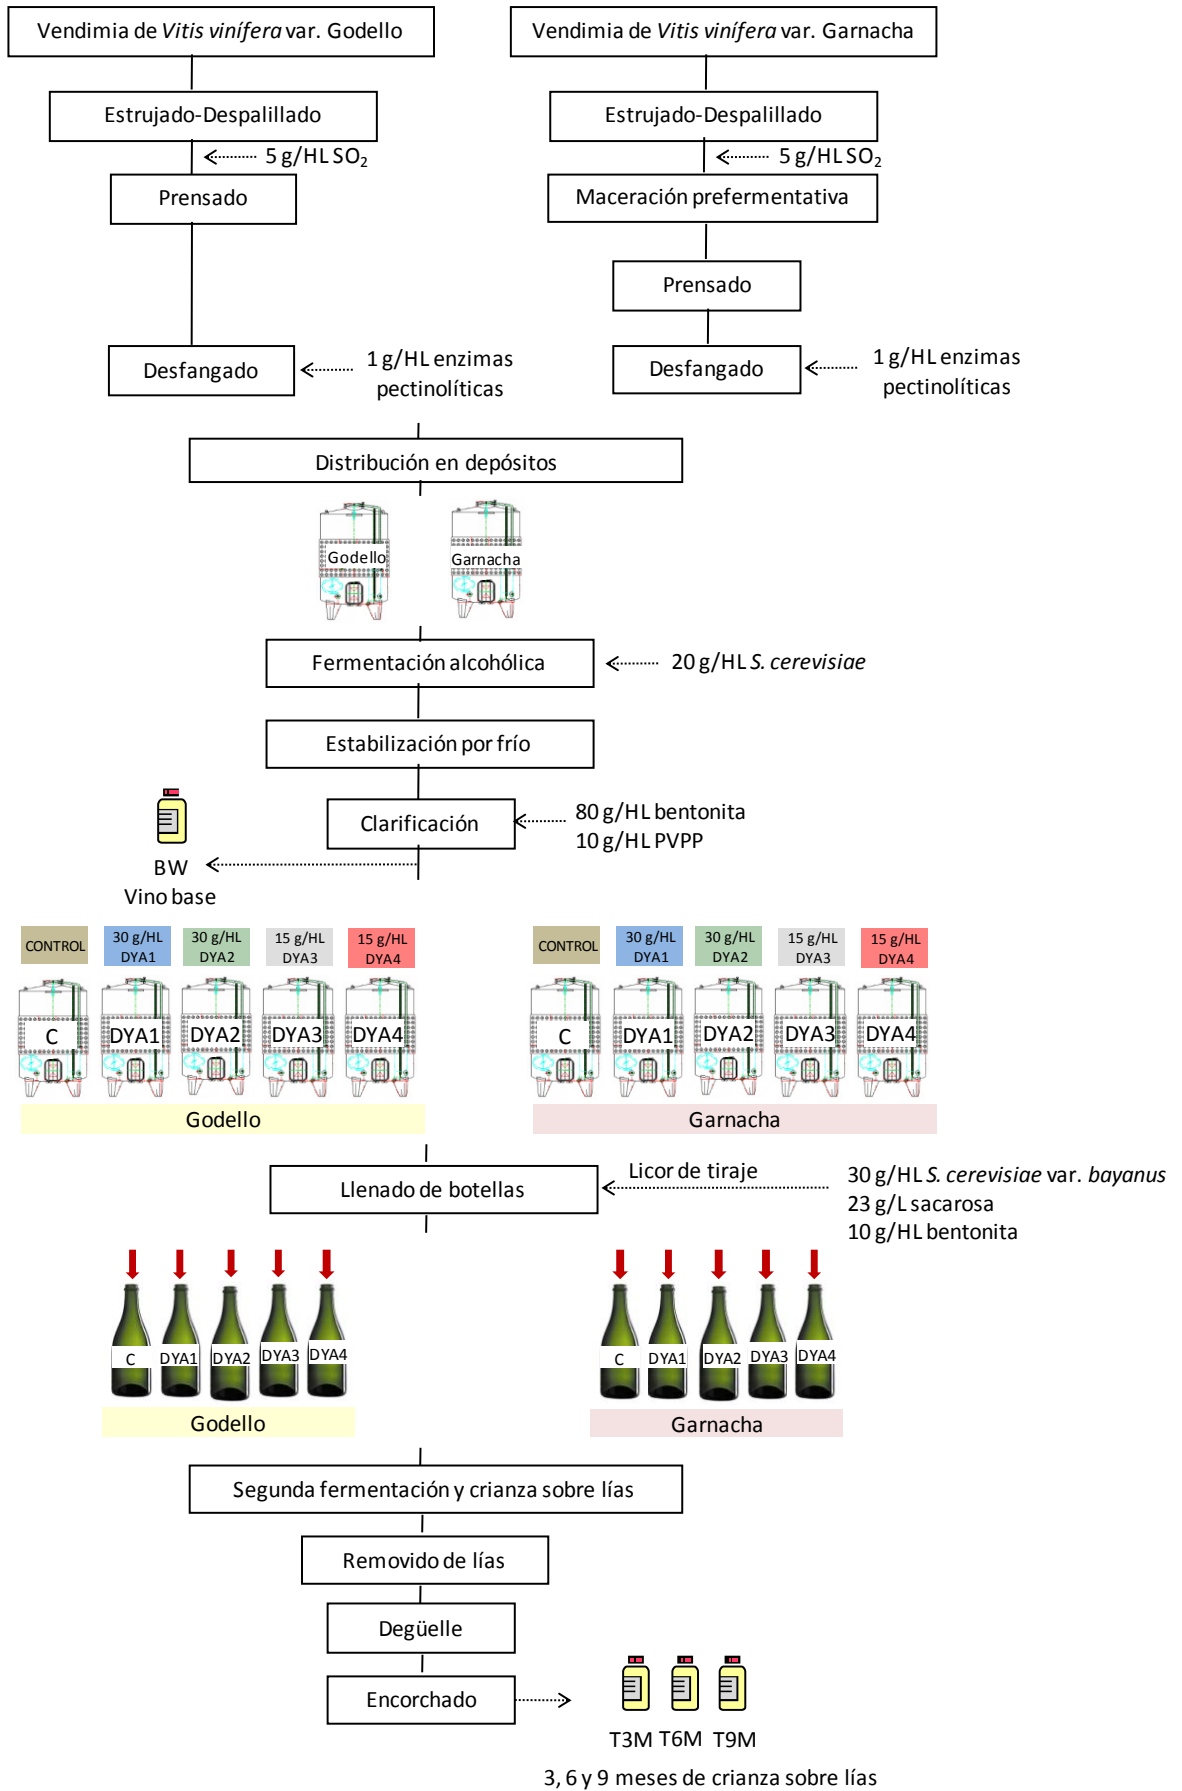 Vendimia de Vitis vinífera var. Godello
Vendimia de Vitis vinífera var. Garnacha
Estrujado-Despalillado
Estrujado-Despalillado
5 g/HL SO₂
5 g/HL SO₂
Prensado
Maceración prefermentativa
Prensado
Desfangado
1 g/HL enzimas
pectinolíticas
Desfangado
1 g/HL enzimas
pectinolíticas
Distribución en depósitos
Godello
Garnacha
Fermentación alcohólica
20 g/HL S. cerevisiae
Estabilización por frío
Clarificación
80 g/HL bentonita
10 g/HL PVPP
BW
Vino base
CONTROL
30 g/HL
DYA1
30 g/HL
DYA2
15 g/HL
DYA3
15 g/HL
DYA4
CONTROL
30 g/HL
DYA1
30 g/HL
DYA2
15 g/HL
DYA3
15 g/HL
DYA4
C
DYA1
DYA2
DYA3
DYA4
C
DYA1
DYA2
DYA3
DYA4
Godello
Garnacha
Llenado de botellas
Licor de tiraje
30 g/HL S. cerevisiae var. bayanus
23 g/L sacarosa
10 g/HL bentonita
C
DYA1
DYA2
DYA3
DYA4
C
DYA1
DYA2
DYA3
DYA4
Godello
Garnacha
Segunda fermentación y crianza sobre lías
Removido de lías
Degüelle
Encorchado
T3M T6M T9M
3, 6 y 9 meses de crianza sobre lías